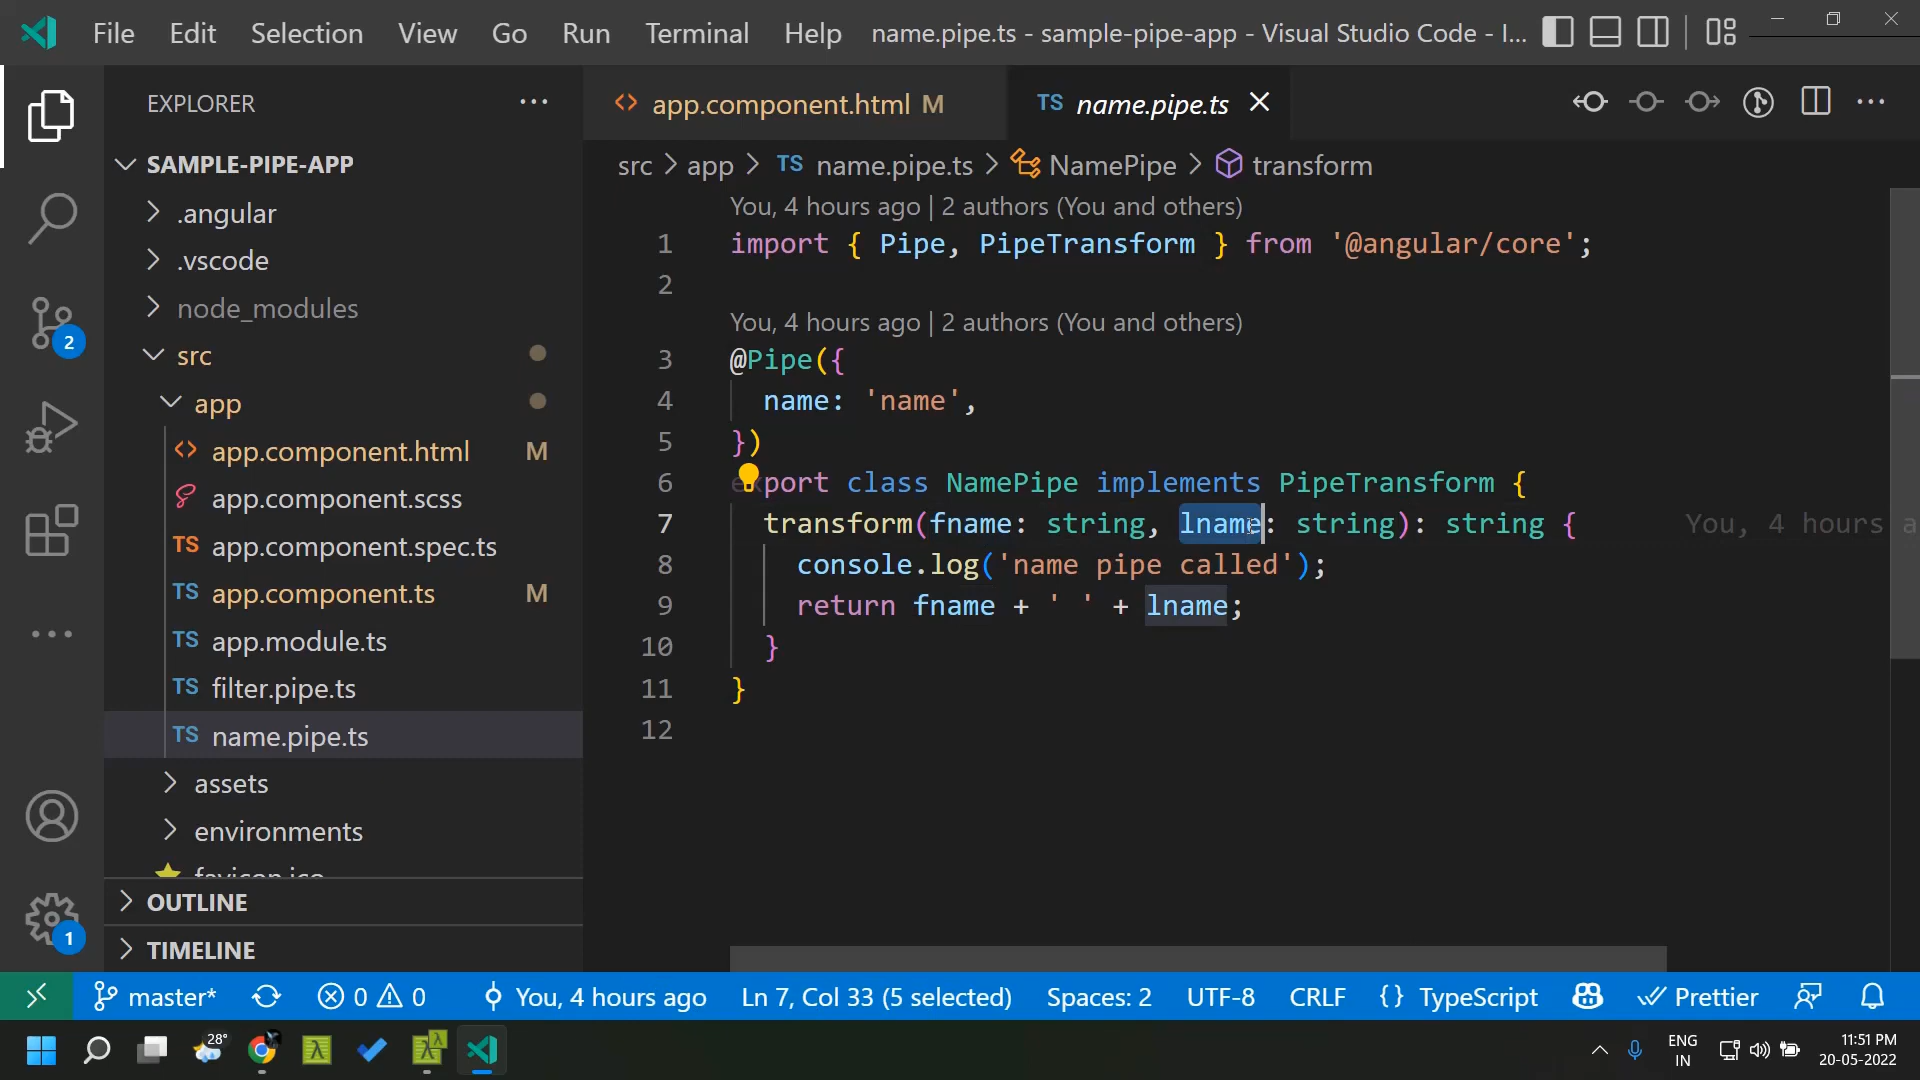 File Edit Selection View Go Run Terminal Help name.pipe.ts - sample-pipe-app - Visual Studio Code - I...
EXPLORER ...
SAMPLE-PIPE-APP
.angular
.vscode
node_modules
src
app
<> app.component.html M
app.component.scss
TS app.component.spec.ts
TS app.component.ts M
TS app.module.ts
TS filter.pipe.ts
TS name.pipe.ts
assets
environments
favicon.ico
OUTLINE
TIMELINE
2
1
<> app.component.html M
TS name.pipe.ts
src > app > TS name.pipe.ts > NamePipe > transform
You, 4 hours ago | 2 authors (You and others)
1 import { Pipe, PipeTransform } from '@angular/core';
2
You, 4 hours ago | 2 authors (You and others)
3 @Pipe({
4 name: 'name',
5 })
6 export class NamePipe implements PipeTransform {
7 transform(fname: string, lname: string): string { You, 4 hours a
8 console.log('name pipe called');
9 return fname + ' ' + lname;
10 }
11 }
12
master* 0 0 You, 4 hours ago Ln 7, Col 33 (5 selected) Spaces: 2 UTF-8 CRLF {} TypeScript Prettier
28° ENG 11:51 PM
IN 20-05-2022